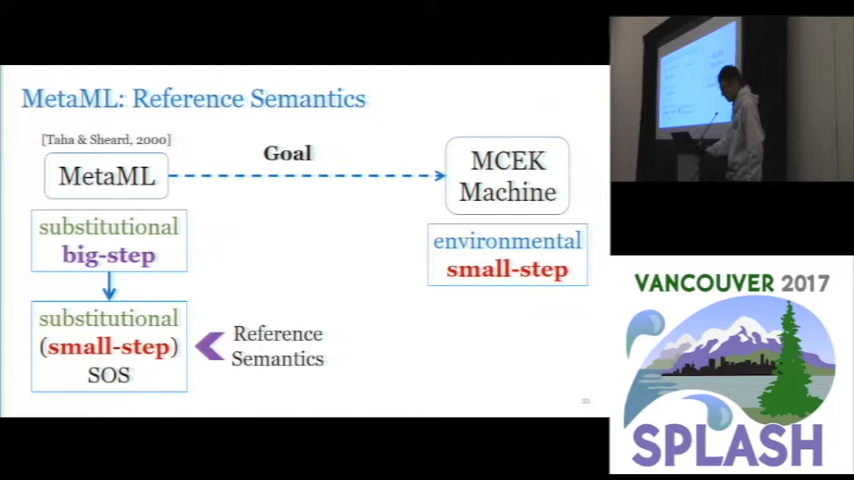 MetaML: Reference Semantics
[Taha & Sheard, 2000]
MetaML
Goal
MCEK
Machine
substitutional
big-step
environmental
small-step
substitutional
(small-step)
SOS
Reference
Semantics
VANCOUVER 2017
SPLASH